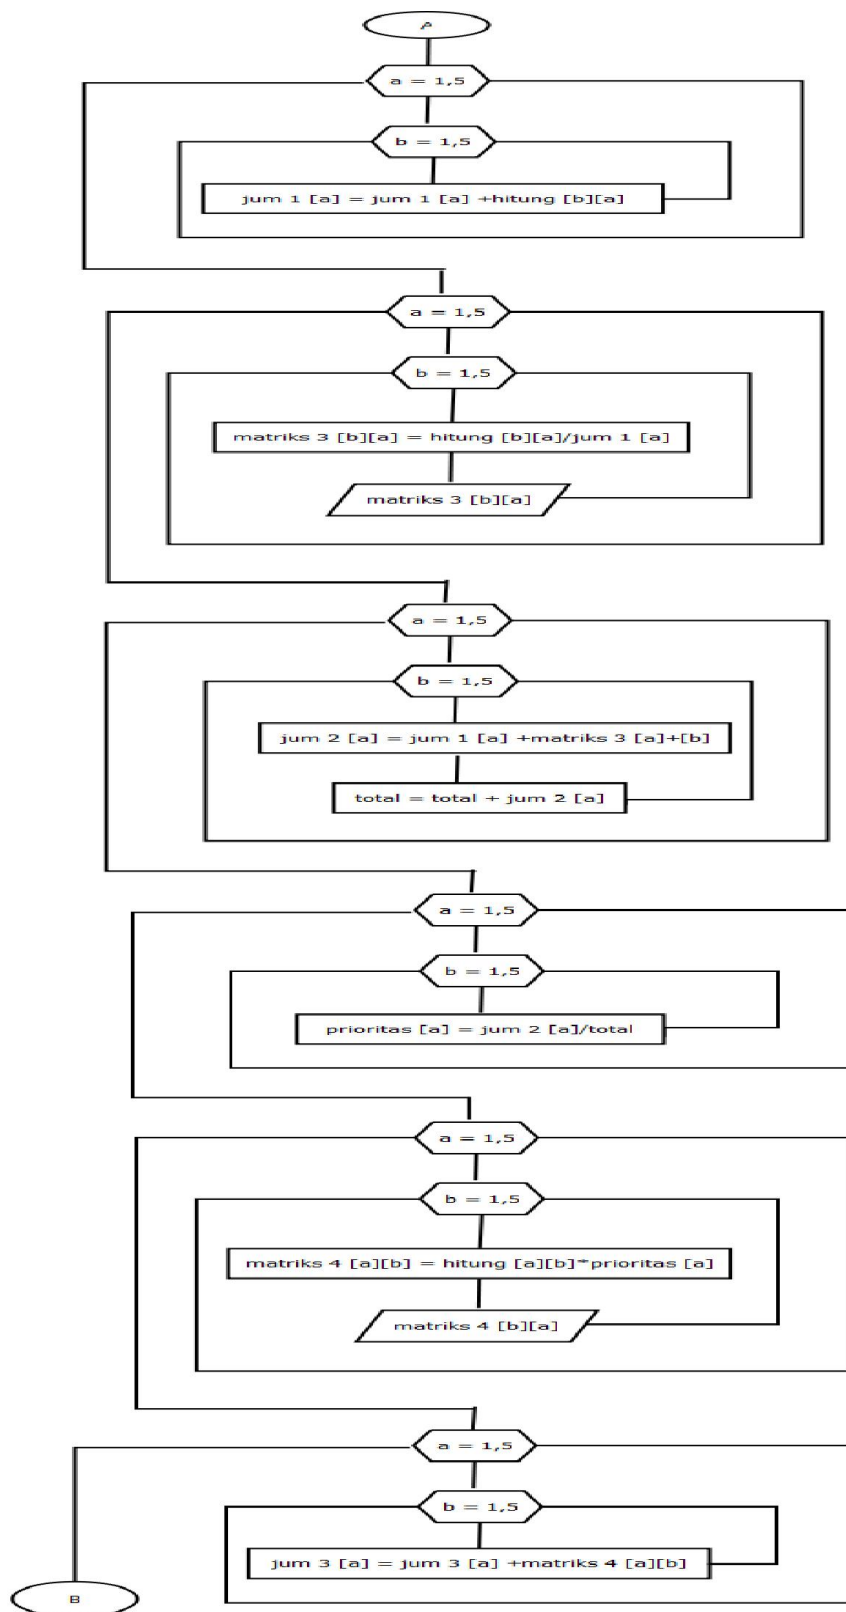 A
a = 1,5
b = 1,5
jum 1 [a] = jum 1 [a] +hitung [b][a]
a = 1,5
b = 1,5
matriks 3 [b][a] = hitung [b][a]/jum 1 [a]
matriks 3 [b][a]
a = 1,5
b = 1,5
jum 2 [a] = jum 1 [a] +matriks 3 [a]+[b]
total = total + jum 2 [a]
a = 1,5
b = 1,5
prioritas [a] = jum 2 [a]/total
a = 1,5
b = 1,5
matriks 4 [a][b] = hitung [a][b]*prioritas [a]
matriks 4 [b][a]
a = 1,5
b = 1,5
jum 3 [a] = jum 3 [a] +matriks 4 [a][b]
B